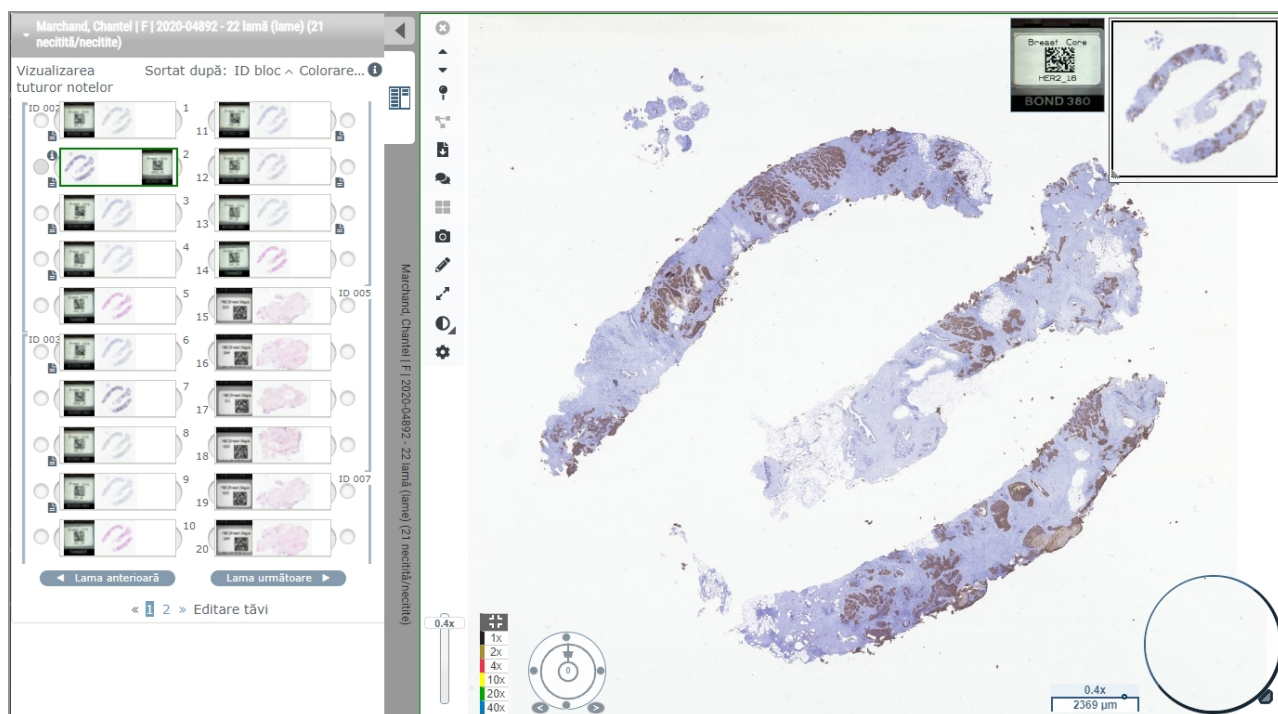 Marchand, Chantel | F | 2020-04892 - 22 lamă (lame) (21
necitită/necitite)
Vizualizarea
tuturor notelor
Sortat după: ID bloc Colorare...
ID 002
1
11
2
12
3
13
4
14
5
ID 005
15
ID 003
6
16
7
17
8
18
9
ID 007
19
10
20
Lama anterioară
Lama următoare
« 1 2 » Editare tăvi
Marchand, Chantel | F | 2020-04892 - 22 lamă (lame) (21 necitită/necitite)
Breast Core
HER2_16
BOND 380
0.4x
1x
2x
4x
10x
20x
40x
0
0.4x
2369 µm